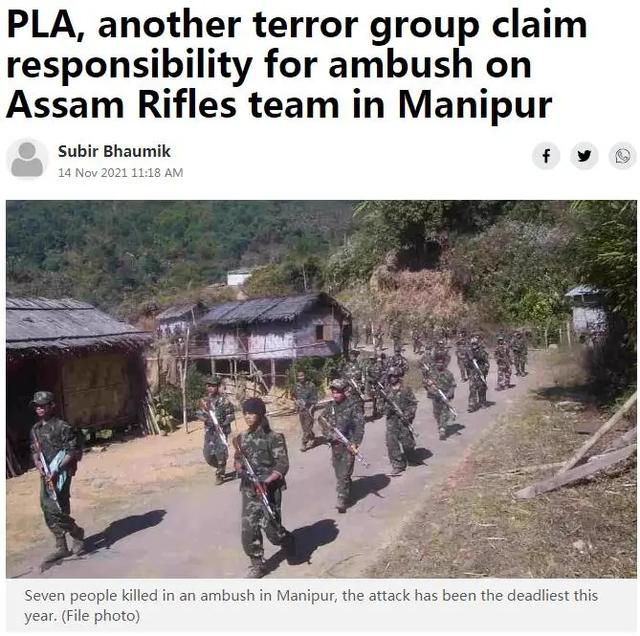 PLA, another terror group claim
responsibility for ambush on
Assam Rifles team in Manipur
Subir Bhaumik
14 Nov 2021 11:18 AM
Seven people killed in an ambush in Manipur, the attack has been the deadliest this
year. (File photo)